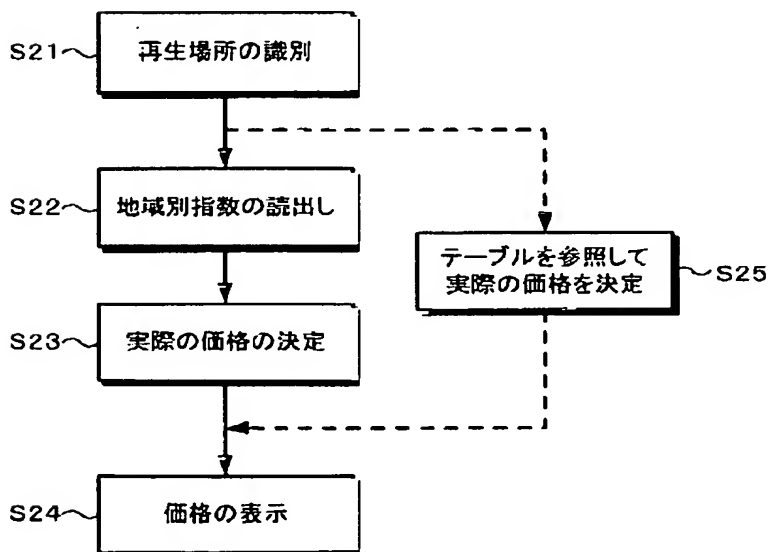 S21
再生場所の識別
S22
地域別指数の読出し
テーブルを参照して
実際の価格を決定
S25
S23
実際の価格の決定
S24
価格の表示